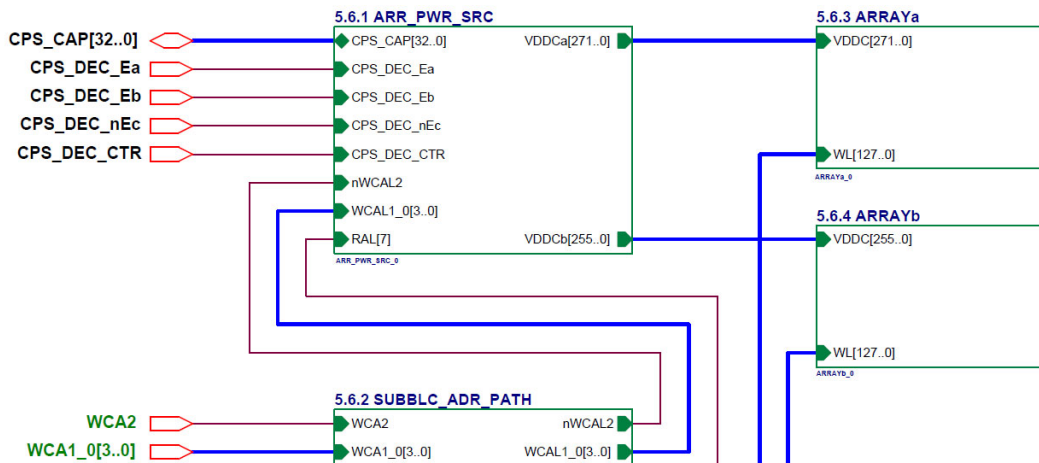 5.6.1 ARR_PWR_SRC
5.6.3 ARRAYa
CPS_CAP[32..0]
CPS_CAP[32..0]
VDDCa[271..0]
VDDC[271..0]
CPS_DEC_Ea
CPS_DEC_Ea
CPS_DEC_Eb
CPS_DEC_Eb
CPS_DEC_nEc
CPS_DEC_nEc
CPS_DEC_CTR
CPS_DEC_CTR
WL[127..0]
ARRAYa_0
nWCAL2
WCAL1_0[3..0]
5.6.4 ARRAYb
RAL[7]
VDDCb[255..0]
VDDC[255..0]
ARR_PWR_SRC_0
WL[127..0]
ARRAYb_0
5.6.2 SUBBLC_ADR_PATH
WCA2
WCA2
nWCAL2
WCA1_0[3..0]
WCA1_0[3..0]
WCAL1_0[3..0]